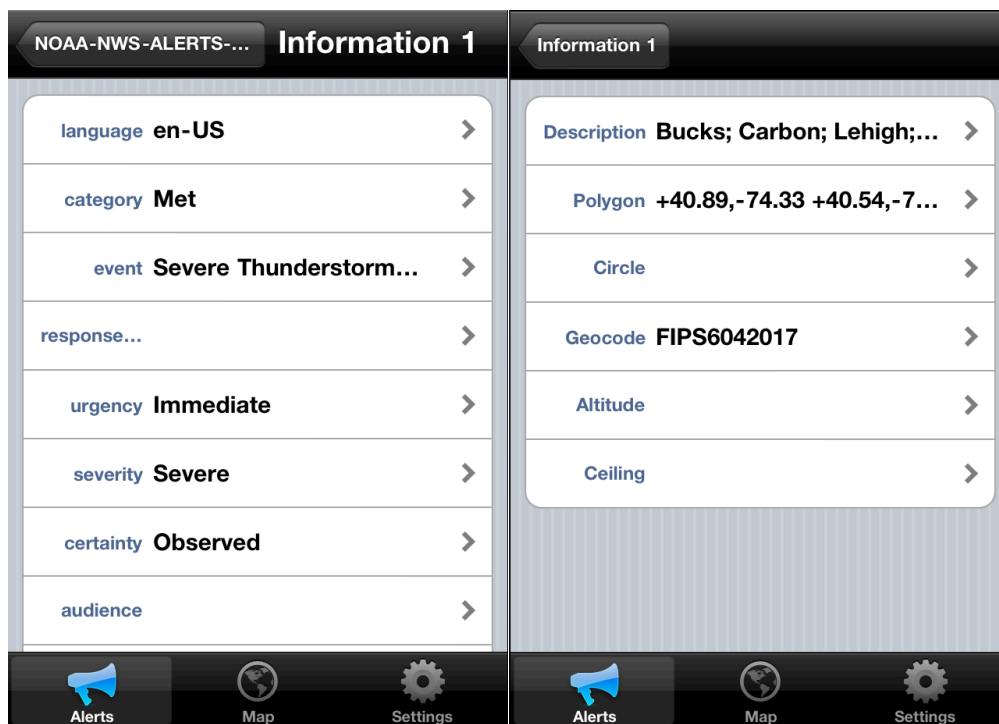 NOAA-NWS-ALERTS-... Information 1
language en-US
category Met
event Severe Thunderstorm...
response...
urgency Immediate
severity Severe
certainty Observed
audience
Alerts Map Settings
Information 1
Description Bucks; Carbon; Lehigh;...
Polygon +40.89,-74.33 +40.54,-7...
Circle
Geocode FIPS6042017
Altitude
Ceiling
Alerts Map Settings